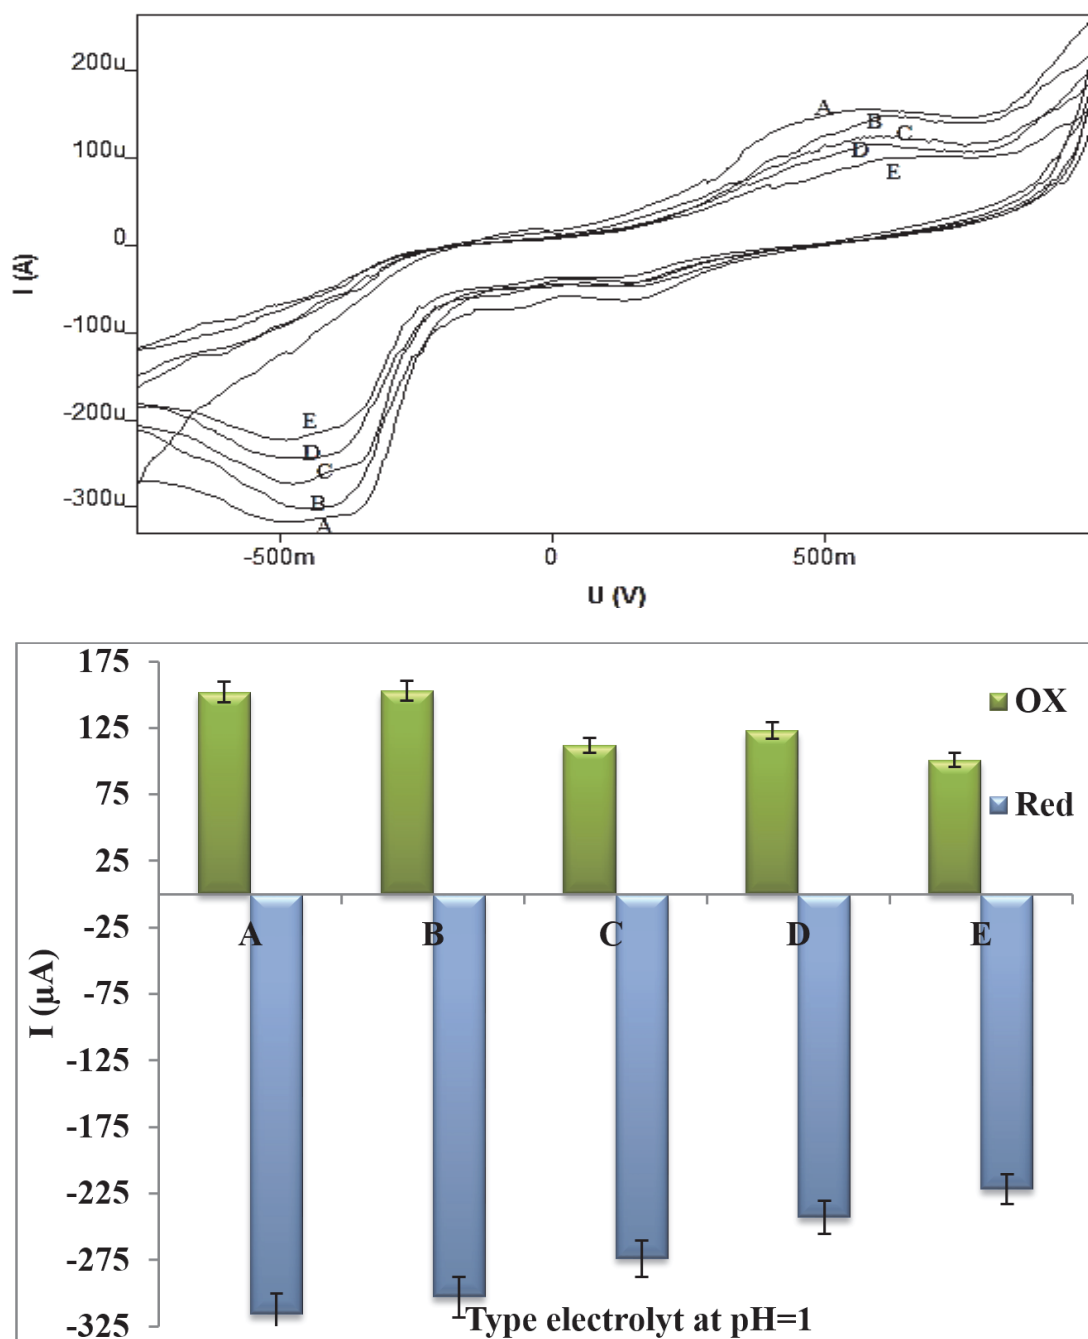 200u
100u
0
-100u
-200u
-300u
I (A)
A
B
C
D
E
E
D
C
B
A
-500m 0 500m
U (V)
175
125
75
25
-25
-75
-125
-175
-225
-275
-325
I (µA)
OX
Red
A B C D E
Type electrolyt at pH=1